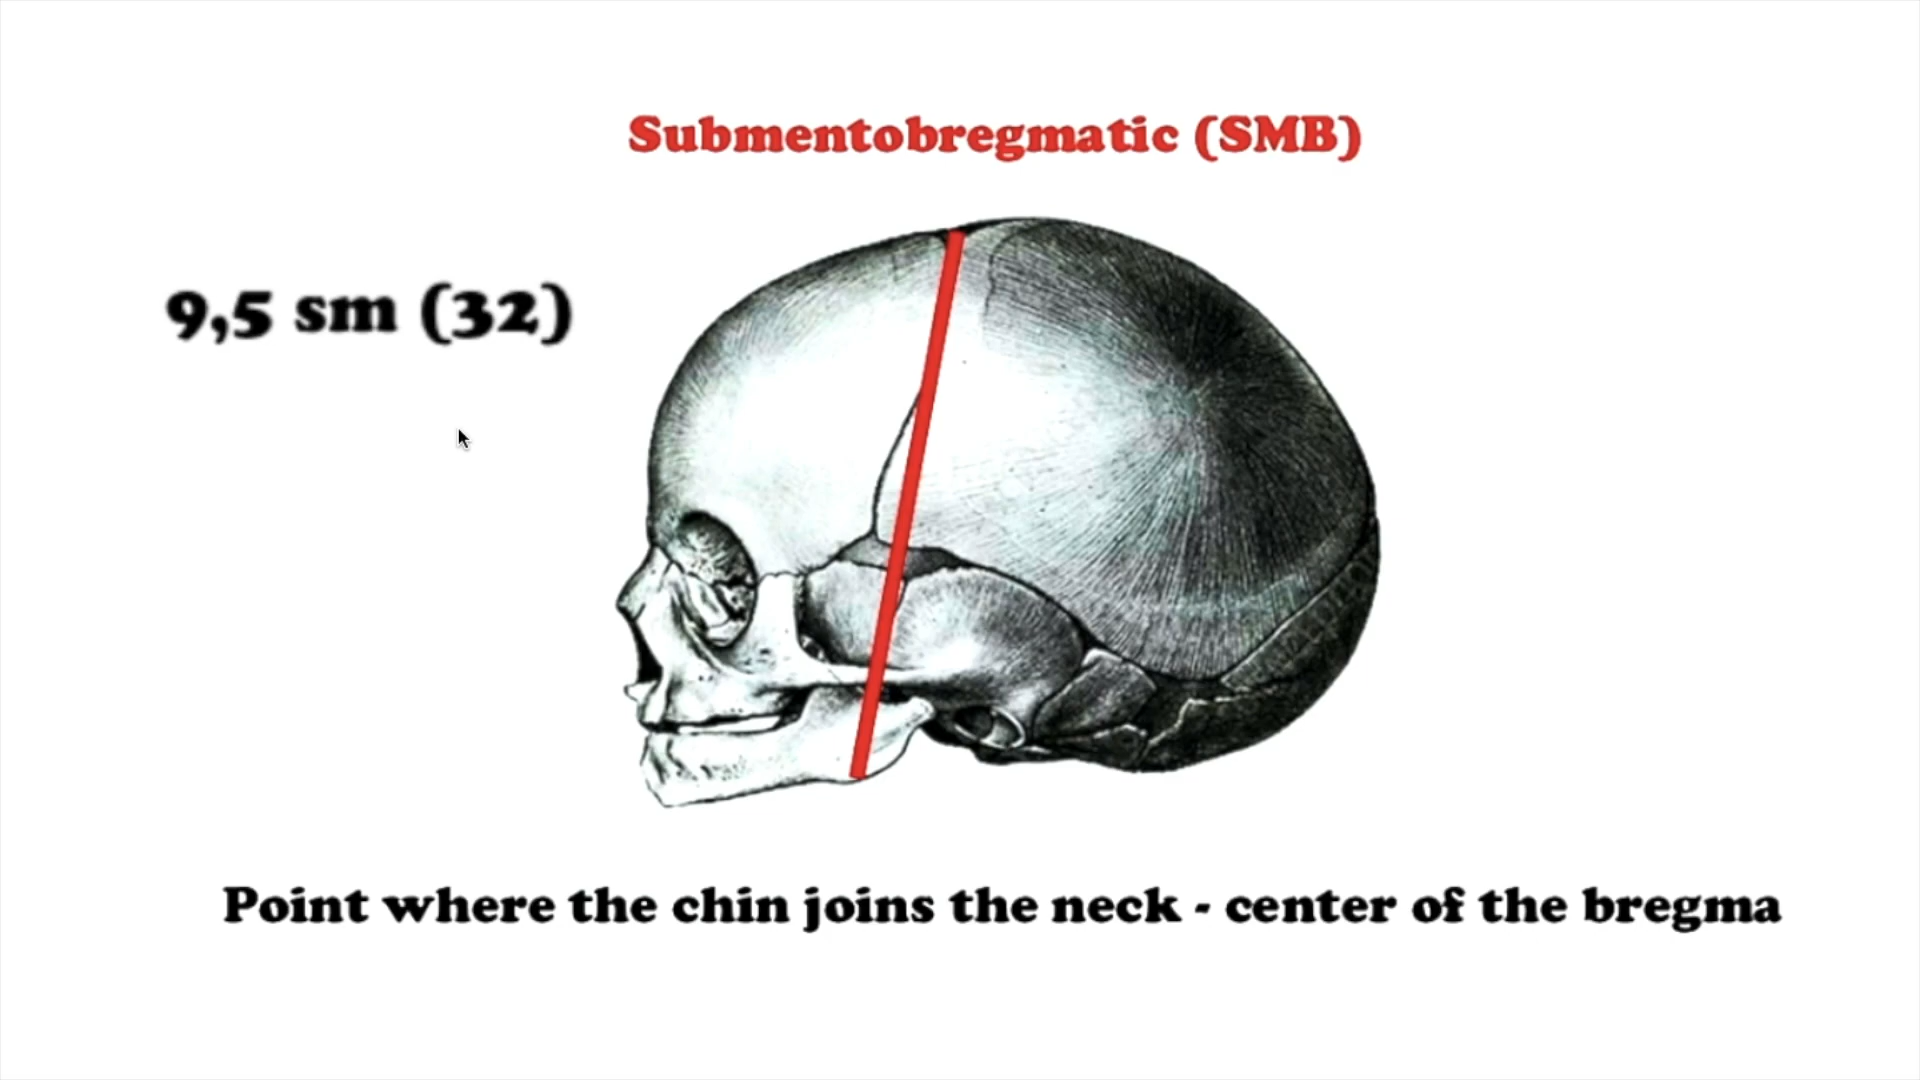 Submentobregmatic (SMB)
9,5 sm (32)
Point where the chin joins the neck - center of the bregma